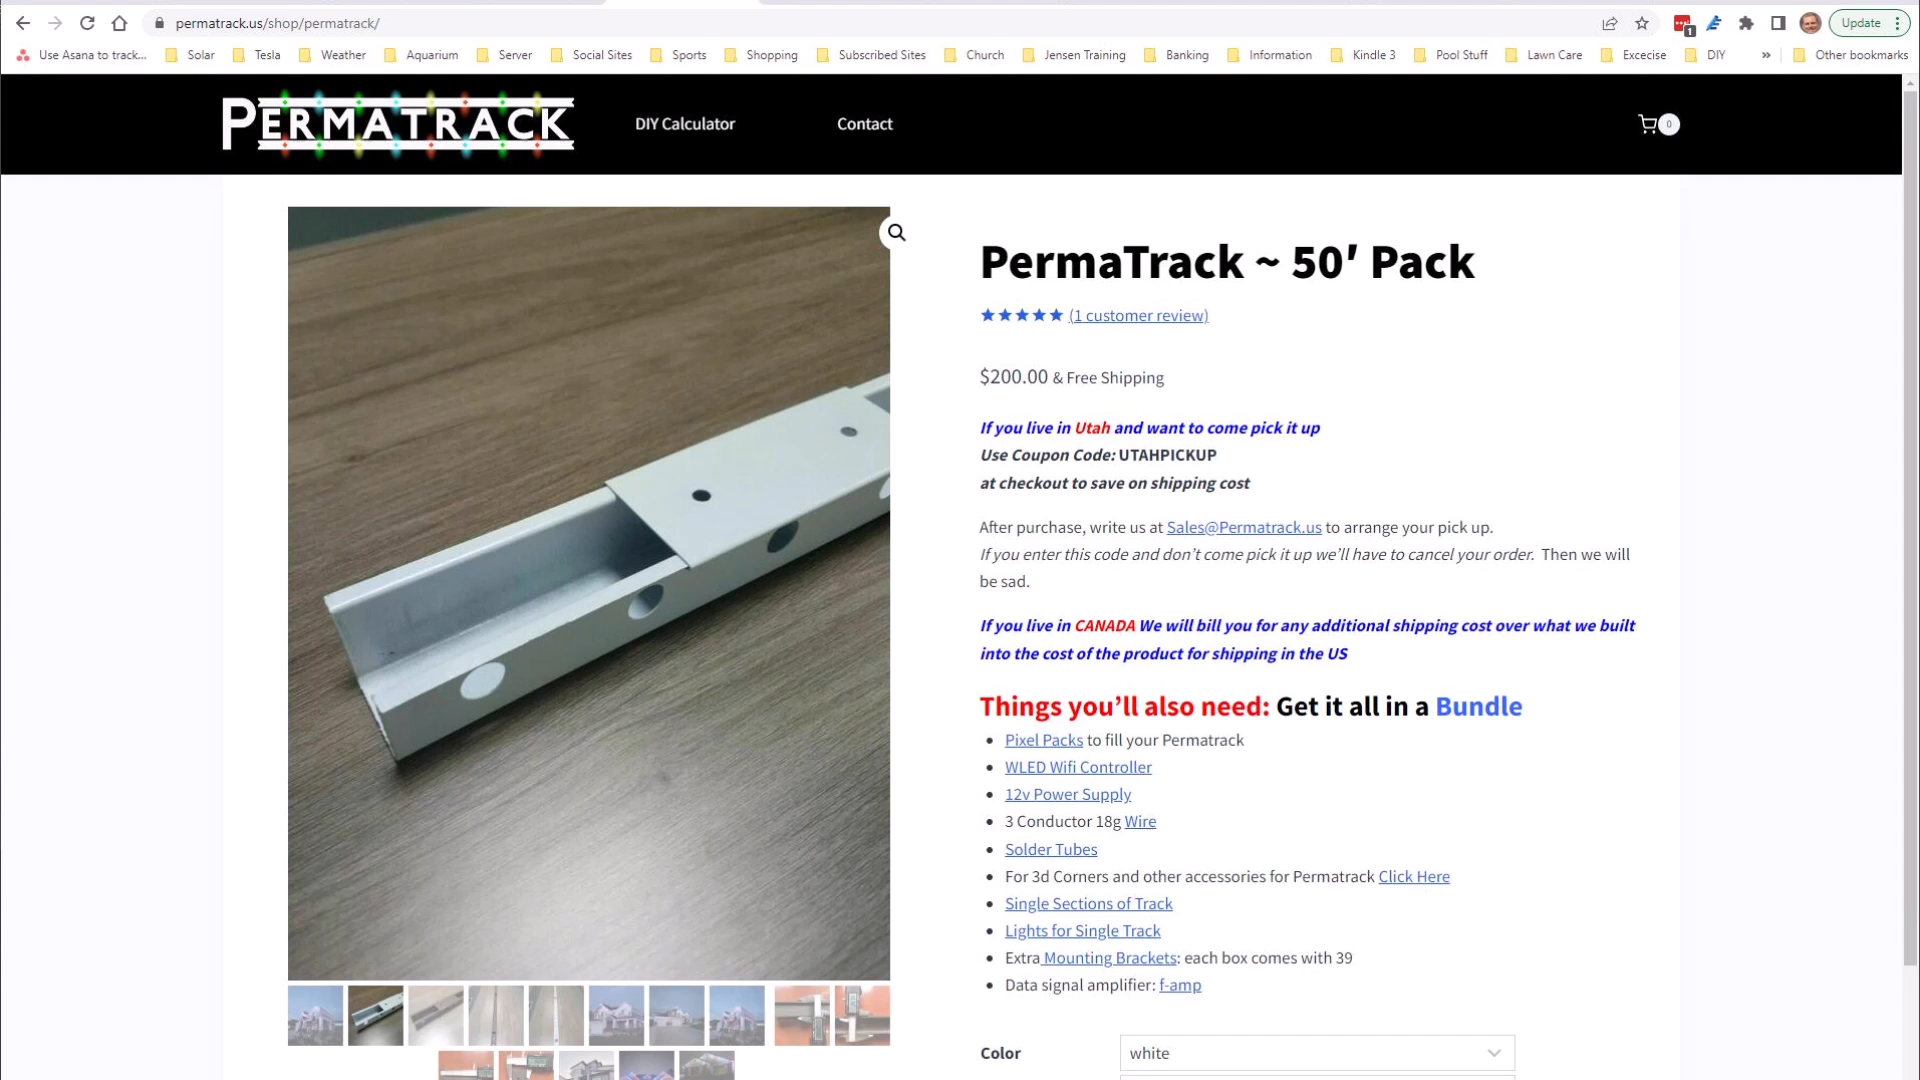 permatrack.us/shop/permatrack/
1
Update
Use Asana to track...
Solar
Tesla
Weather
Aquarium
Server
Social Sites
Sports
Shopping
Subscribed Sites
Church
Jensen Training
Banking
Information
Kindle 3
Pool Stuff
Lawn Care
Excecise
DIY
»
Other bookmarks
PERMATRACK
DIY Calculator
Contact
0
PermaTrack ~ 50′ Pack
(1 customer review)
$200.00 & Free Shipping
If you live in Utah and want to come pick it up
Use Coupon Code: UTAHPICKUP
at checkout to save on shipping cost
After purchase, write us at Sales@Permatrack.us to arrange your pick up.
If you enter this code and don’t come pick it up we’ll have to cancel your order. Then we will
be sad.
If you live in CANADA We will bill you for any additional shipping cost over what we built
into the cost of the product for shipping in the US
Things you’ll also need: Get it all in a Bundle
Pixel Packs to fill your Permatrack
WLED Wifi Controller
12v Power Supply
3 Conductor 18g Wire
Solder Tubes
For 3d Corners and other accessories for Permatrack Click Here
Single Sections of Track
Lights for Single Track
Extra Mounting Brackets: each box comes with 39
Data signal amplifier: f-amp
Color
white